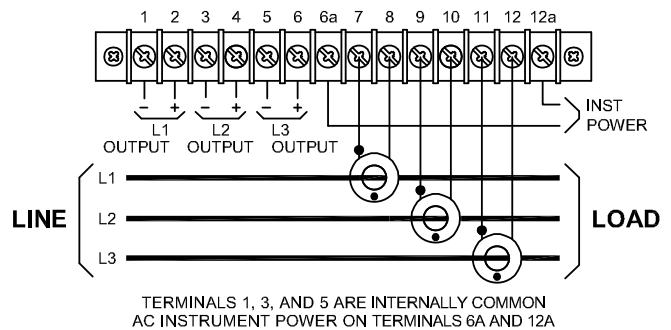 1 2 3 4 5 6 6a 7 8 9 10 11 12 12a
− + − + − + INST
L1 L2 L3 POWER
OUTPUT OUTPUT OUTPUT
L1
LINE L2 LOAD
L3
TERMINALS 1, 3, AND 5 ARE INTERNALLY COMMON
AC INSTRUMENT POWER ON TERMINALS 6A AND 12A